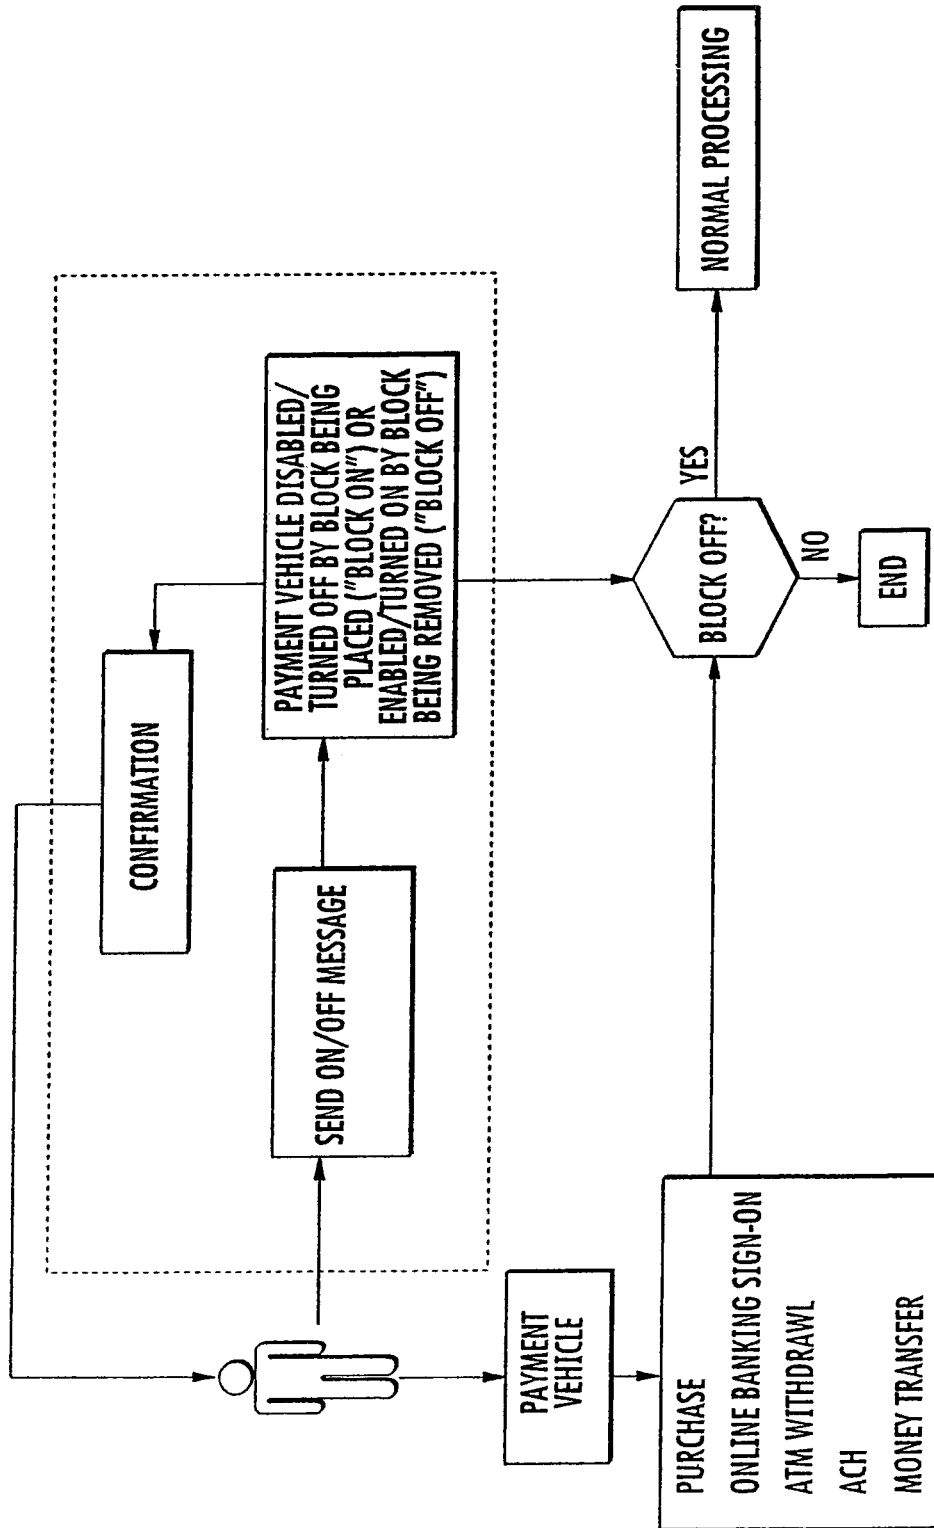 CONFIRMATION
SEND ON/OFF MESSAGE
PAYMENT VEHICLE DISABLED/
TURNED OFF BY BLOCK BEING
PLACED ("BLOCK ON") OR
ENABLED/TURNED ON BY BLOCK
BEING REMOVED ("BLOCK OFF")
PAYMENT
VEHICLE
PURCHASE
ONLINE BANKING SIGN-ON
ATM WITHDRAWL
ACH
MONEY TRANSFER
BLOCK OFF?
YES
NO
NORMAL PROCESSING
END